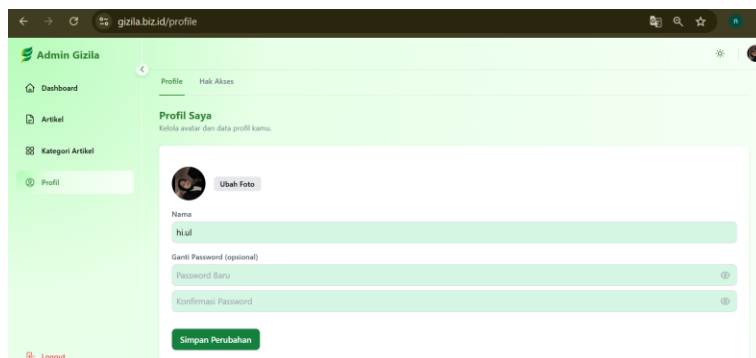 gizila.biz.id/profile
n
Admin Gizila
Dashboard
Artikel
Kategori Artikel
Profil
Logout
Profile Hak Akses
Profil Saya
Kelola avatar dan data profil kamu.
Ubah Foto
Nama
hi.ul
Ganti Password (opsional)
Password Baru
Konfirmasi Password
Simpan Perubahan